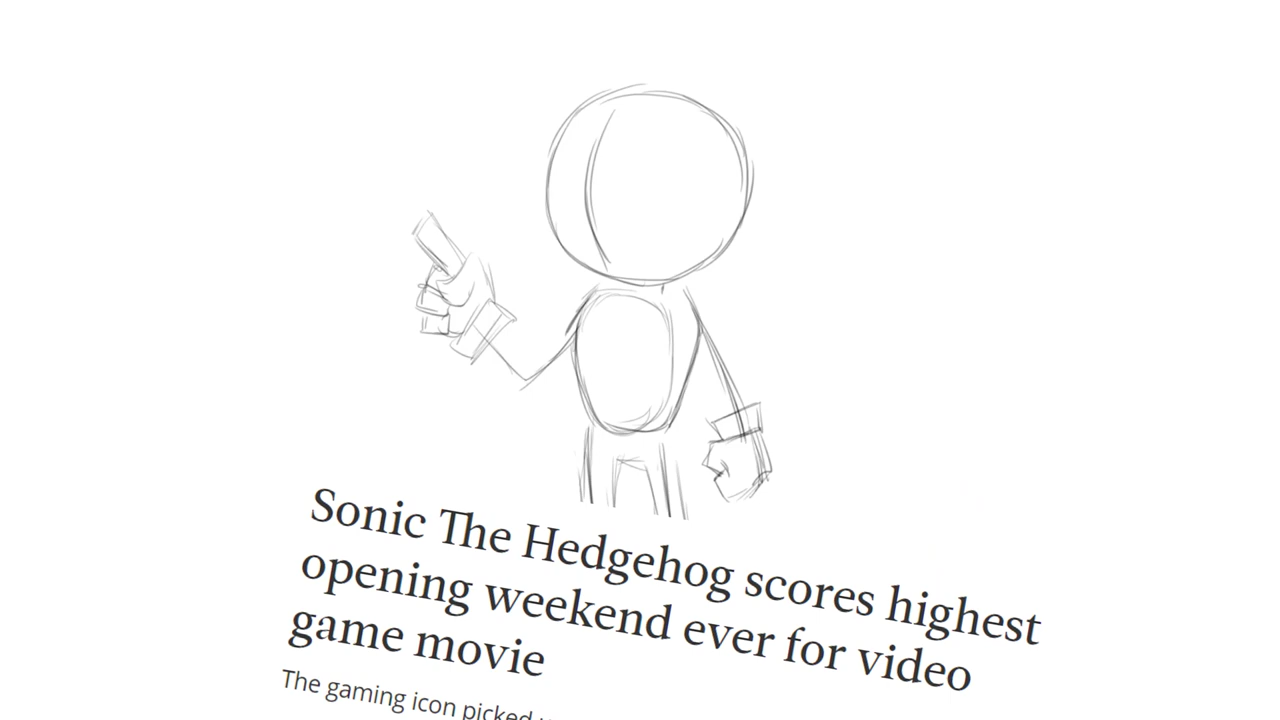 Sonic The Hedgehog scores highest
opening weekend ever for video
game movie
The gaming icon picked